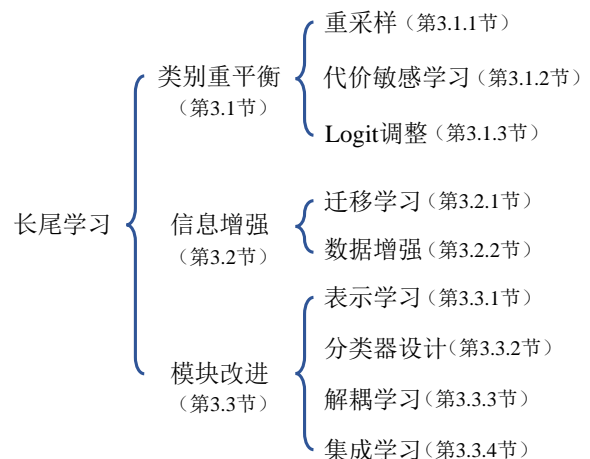 长尾学习
类别重平衡
（第3.1节）
重采样（第3.1.1节）
代价敏感学习（第3.1.2节）
Logit调整（第3.1.3节）
信息增强
（第3.2节）
迁移学习（第3.2.1节）
数据增强（第3.2.2节）
模块改进
（第3.3节）
表示学习（第3.3.1节）
分类器设计（第3.3.2节）
解耦学习（第3.3.3节）
集成学习（第3.3.4节）